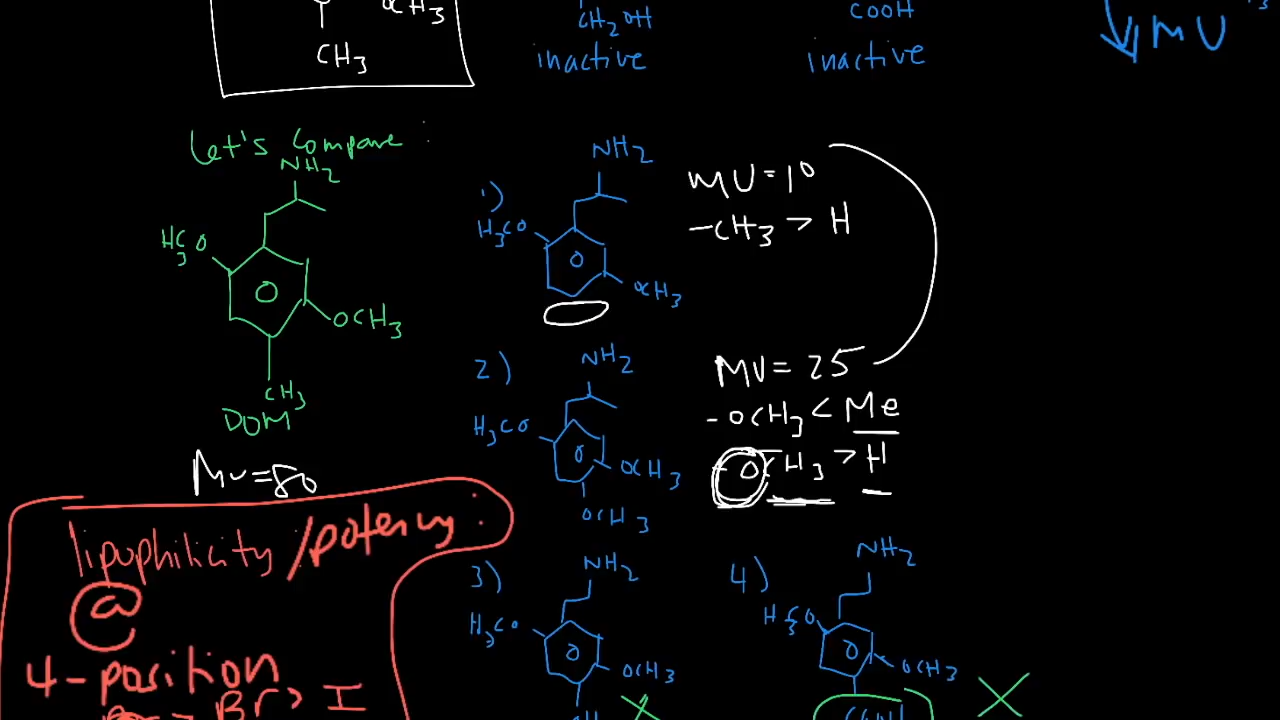 OCH3
CH3
CH2OH
inactive
COOH
inactive
↓ MU
Let's Compare :
NH2
H3CO
OCH3
CH3
DOM
MU=80
1)
NH2
H3CO
OCH3
MU=10
-CH3 > H
2)
NH2
H3CO
OCH3
OCH3
MU= 25
-OCH3 < Me
-OCH3 > H
lipophilicity /potency :
@
4-position
Br > I
3)
NH2
H3CO
OCH3
4)
NH2
H3CO
OCH3